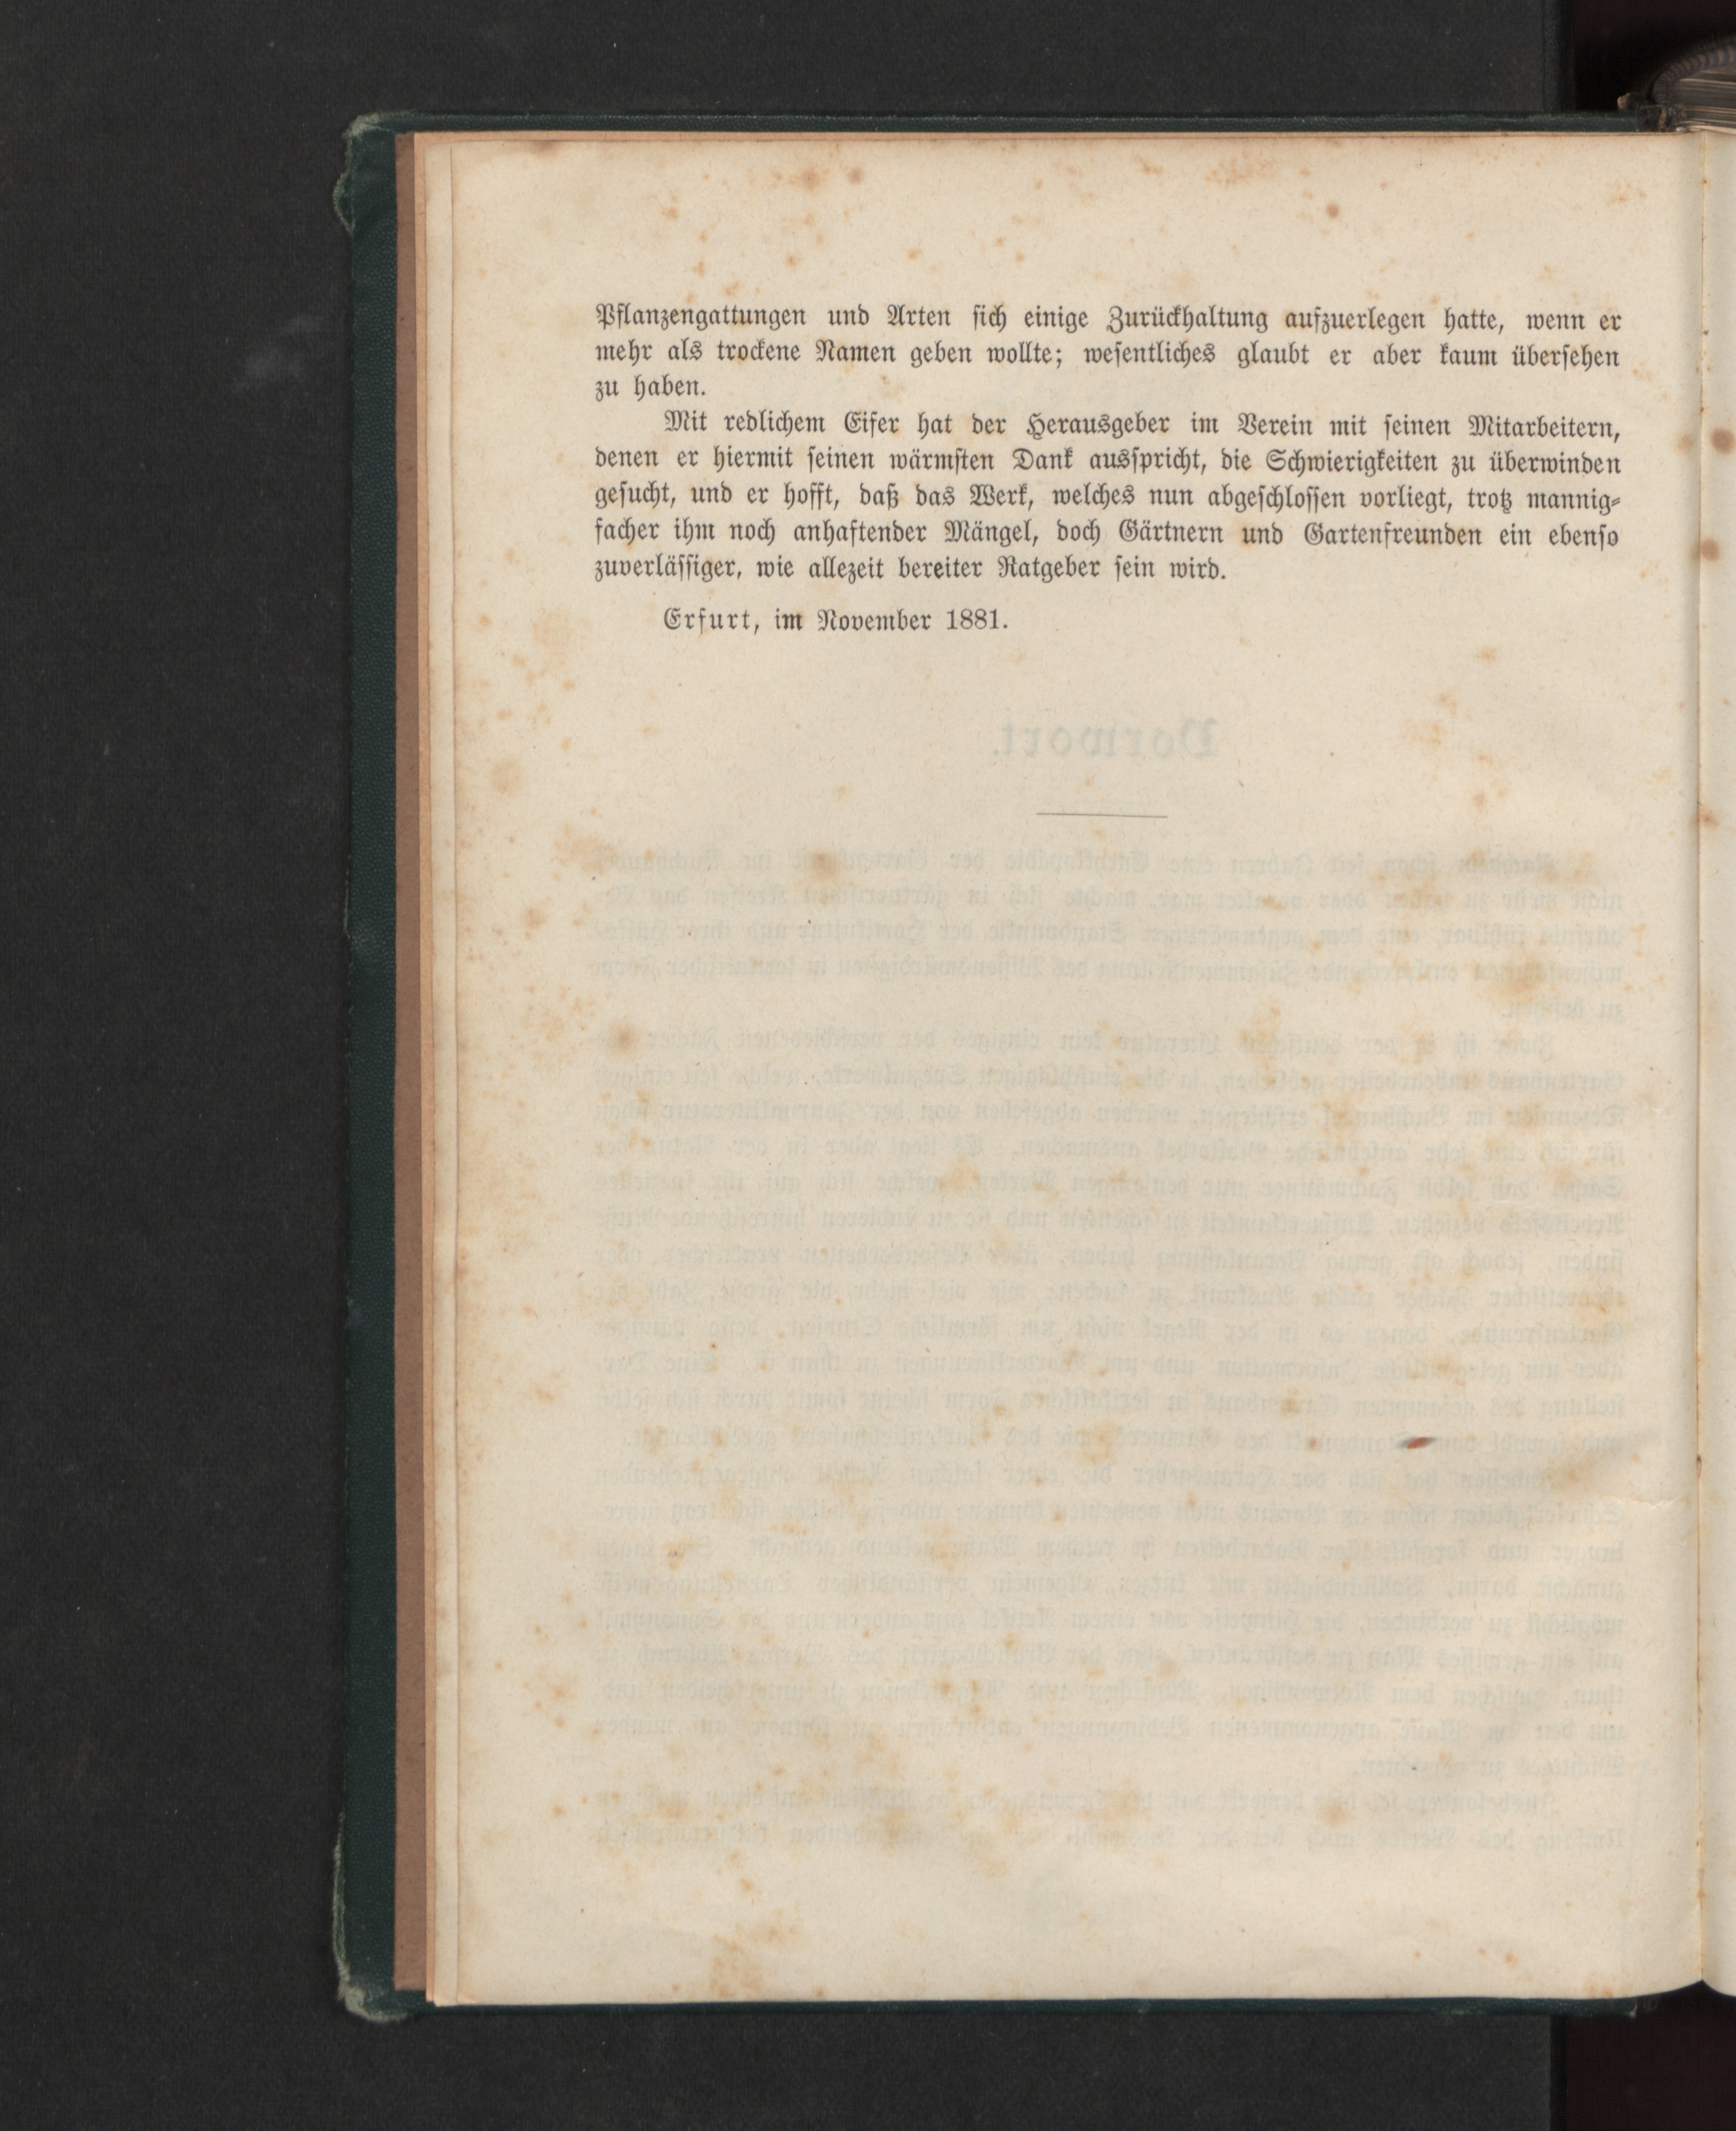 Pflanzengattungen und Arten sich einige Zurückhaltung aufzuerlegen hatte, wenn er
mehr als trockene Namen geben wollte; wesentliches glaubt er aber kaum übersehen
zu haben.
Mit redlichem Eifer hat der Herausgeber im Verein mit seinen Mitarbeitern,
denen er hiermit seinen wärmsten Dank ausspricht, die Schwierigkeiten zu überwinden
gesucht, und er hofft, daß das Werk, welches nun abgeschlossen vorliegt, trotz mannig-
facher ihm noch anhaftender Mängel, doch Gärtnern und Gartenfreunden ein ebenso
zuverlässiger, wie allezeit bereiter Ratgeber sein wird.
Erfurt, im November 1881.